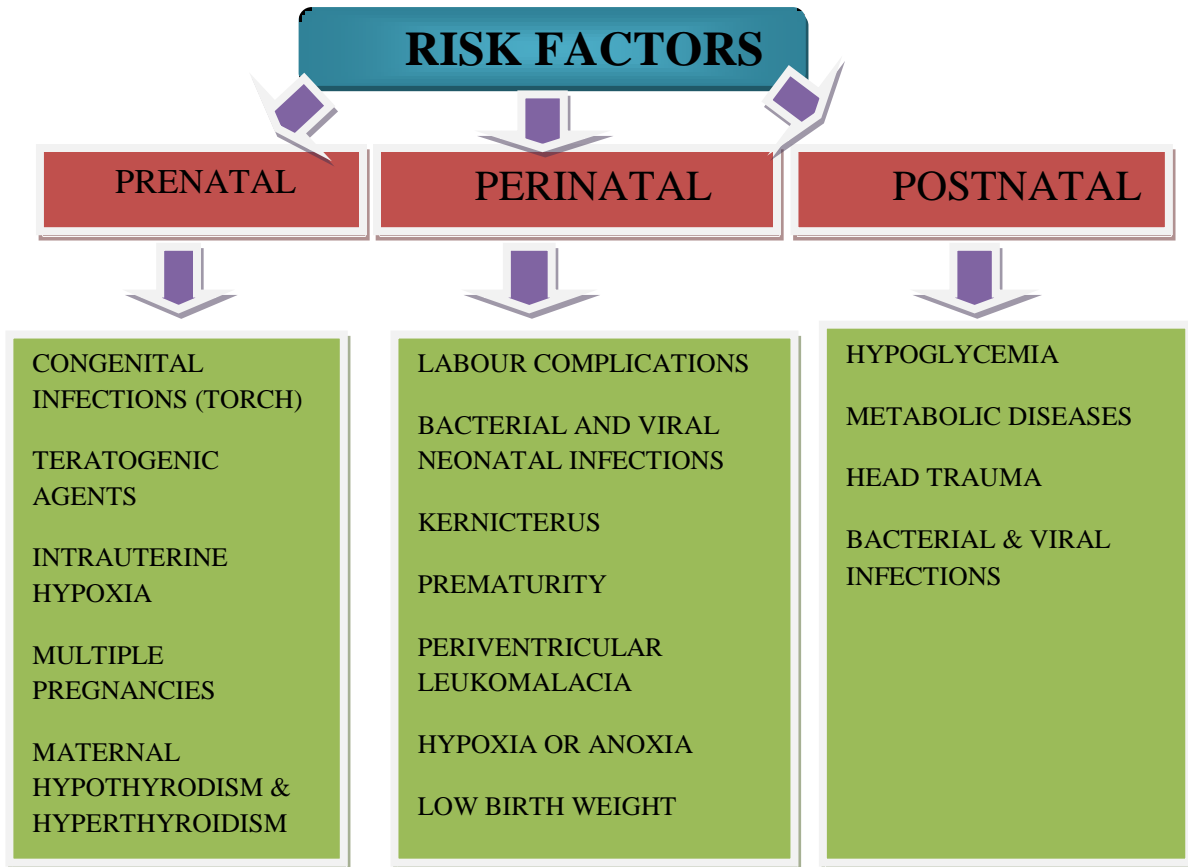 RISK FACTORS
PRENATAL
PERINATAL
POSTNATAL
CONGENITAL
INFECTIONS (TORCH)
TERATOGENIC
AGENTS
INTRAUTERINE
HYPOXIA
MULTIPLE
PREGNANCIES
MATERNAL
HYPOTHYRODISM &
HYPERTHYROIDISM
LABOUR COMPLICATIONS
BACTERIAL AND VIRAL
NEONATAL INFECTIONS
KERNICTERUS
PREMATURITY
PERIVENTRICULAR
LEUKOMALACIA
HYPOXIA OR ANOXIA
LOW BIRTH WEIGHT
HYPOGLYCEMIA
METABOLIC DISEASES
HEAD TRAUMA
BACTERIAL & VIRAL
INFECTIONS